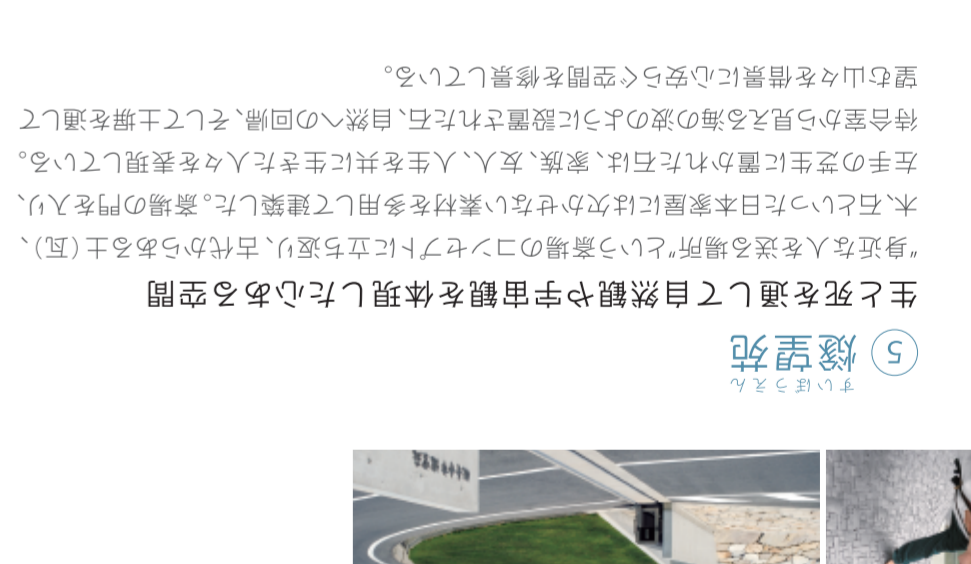 すいぼうえん
⑤ 燧望苑
生と死を通して自然観や宇宙観を体現した心ある空間
“身近な人を送る場所”という斎場のコンセプトに立ち返り、古代からある土（瓦）、
木、石といった日本家屋には欠かせない素材を多用して建築した。斎場の門を入り、
左手の芝生に置かれた石は、家族、友人、人生を共に生きた人々を表現している。
待合室から見える海の波のように設置された石、自然への回帰、そして土塀を通して
望む山々を借景に心安らぐ空間を修景している。